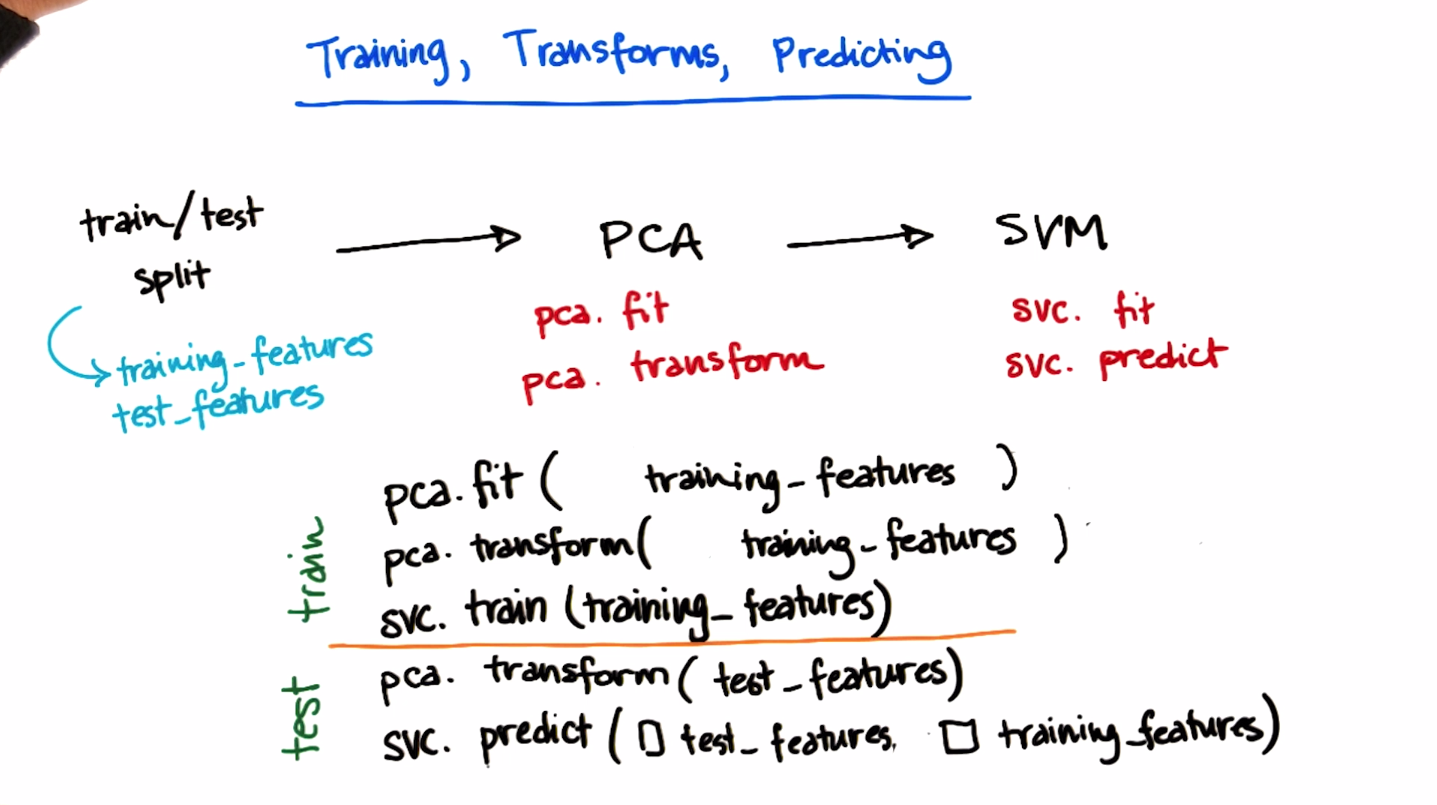 Training, Transforms, Predicting
train/test
split
training_features
test_features
PCA
pca. fit
pca. transform
SVM
svc. fit
svc. predict
train
pca.fit( training_features )
pca. transform( training_features )
svc. train (training_features)
test
pca. transform( test_features)
svc. predict ( test_features, training_features)